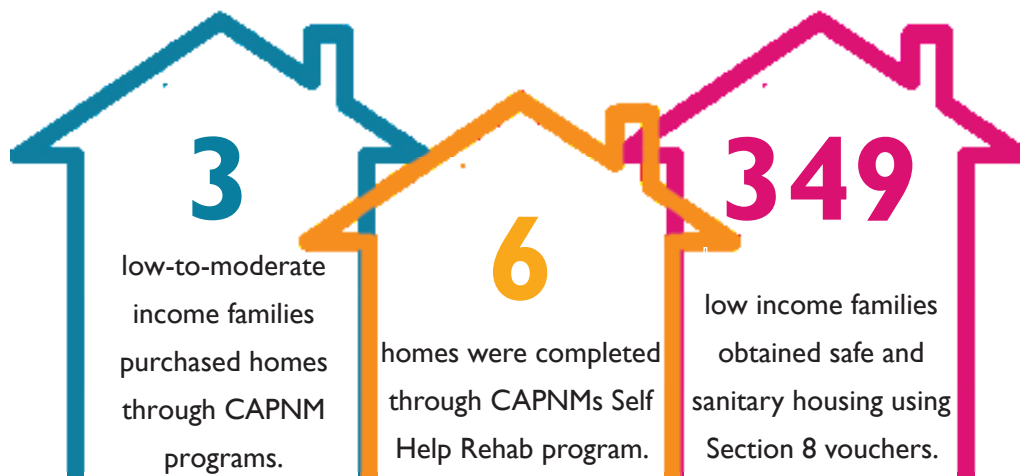 3
low-to-moderate
income families
purchased homes
through CAPNM
programs.
6
homes were completed
through CAPNMs Self
Help Rehab program.
349
low income families
obtained safe and
sanitary housing using
Section 8 vouchers.